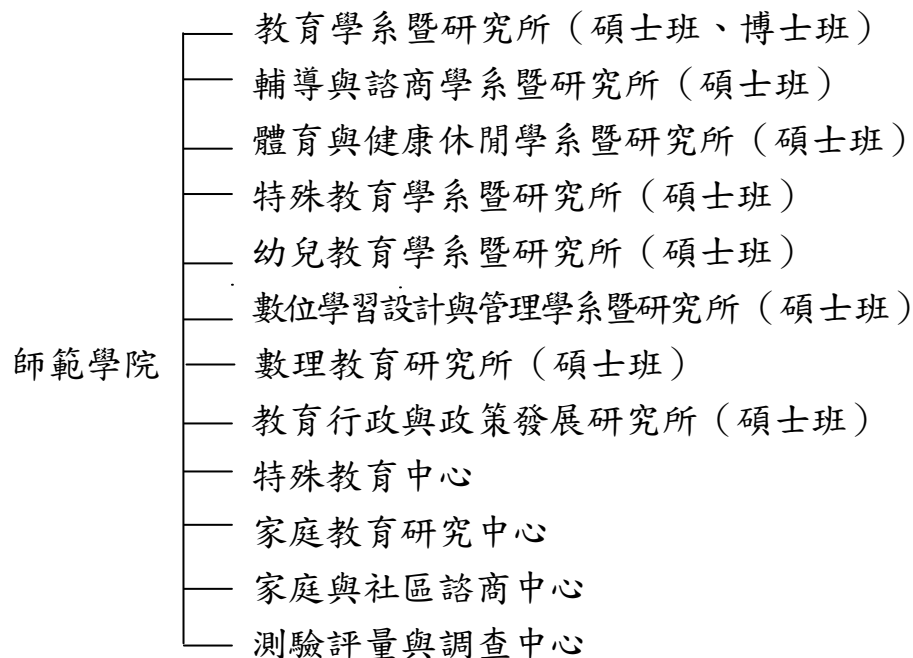 教育學系暨研究所（碩士班、博士班）
輔導與諮商學系暨研究所（碩士班）
體育與健康休閒學系暨研究所（碩士班）
特殊教育學系暨研究所（碩士班）
幼兒教育學系暨研究所（碩士班）
數位學習設計與管理學系暨研究所（碩士班）
師範學院
數理教育研究所（碩士班）
教育行政與政策發展研究所（碩士班）
特殊教育中心
家庭教育研究中心
家庭與社區諮商中心
測驗評量與調查中心